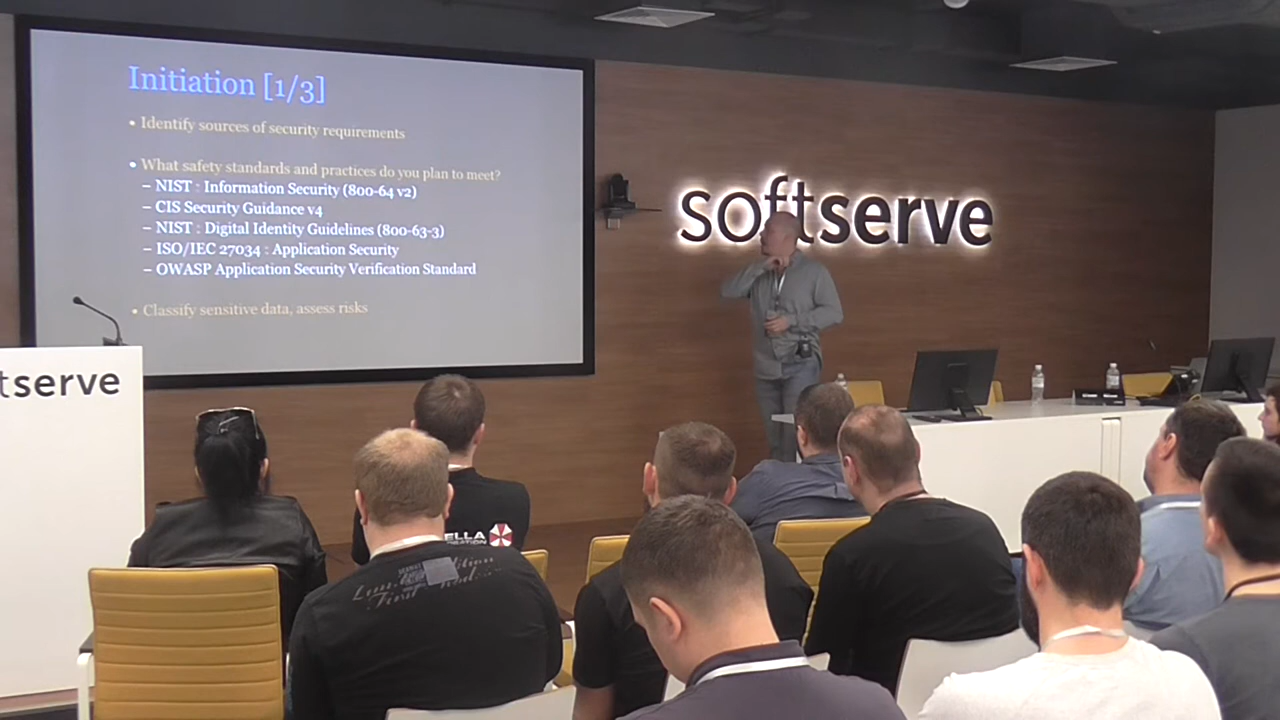 Initiation [1/3]
• Identify sources of security requirements
• What safety standards and practices do you plan to meet?
– NIST : Information Security (800-64 v2)
– CIS Security Guidance v4
– NIST : Digital Identity Guidelines (800-63-3)
– ISO/IEC 27034 : Application Security
– OWASP Application Security Verification Standard
• Classify sensitive data, assess risks
softserve
tserve
ELLA